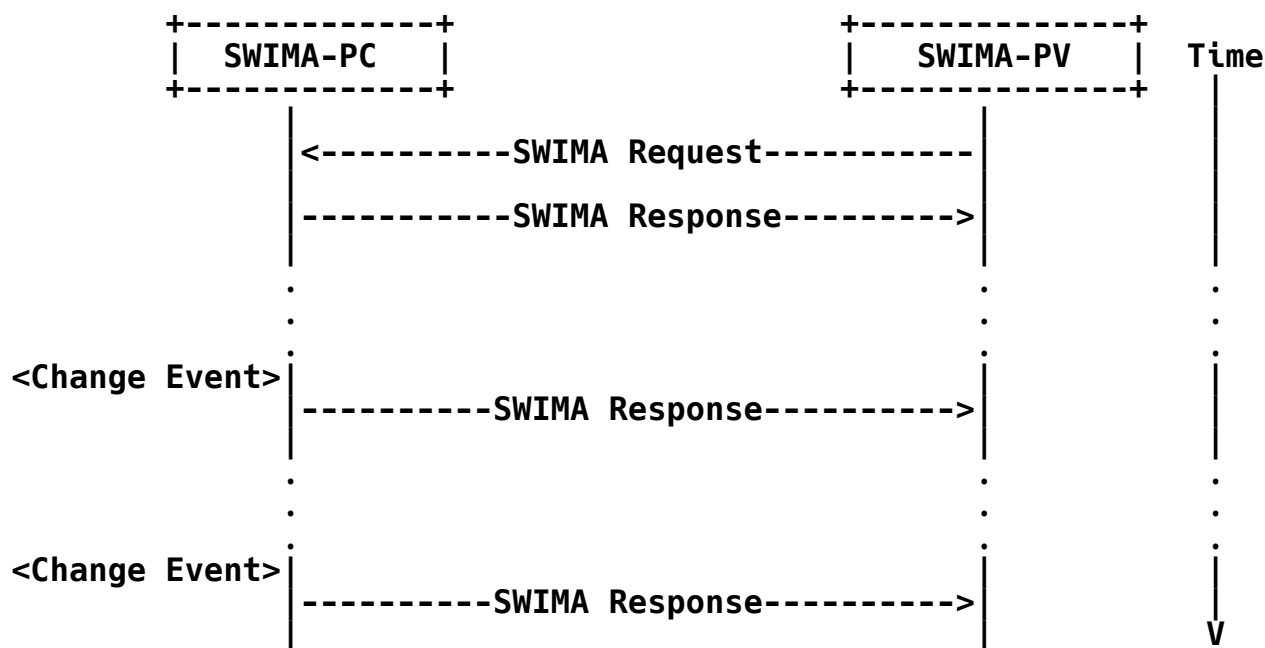 SWIMA-PC SWIMA-PV Time
<----------SWIMA Request-----------
-----------SWIMA Response--------->
<Change Event>
----------SWIMA Response---------->
<Change Event>
----------SWIMA Response---------->
V